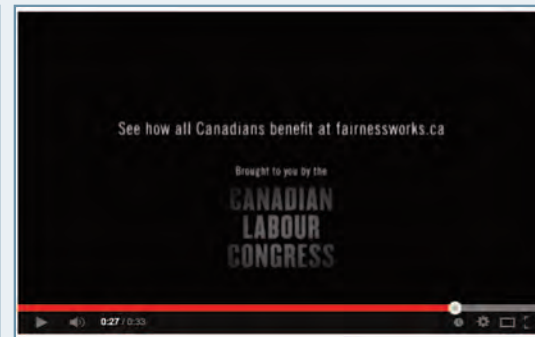 See how all Canadians benefit at fairnessworks.ca
Brought to you by the
CANADIAN
LABOUR
CONGRESS
0:27 / 0:33